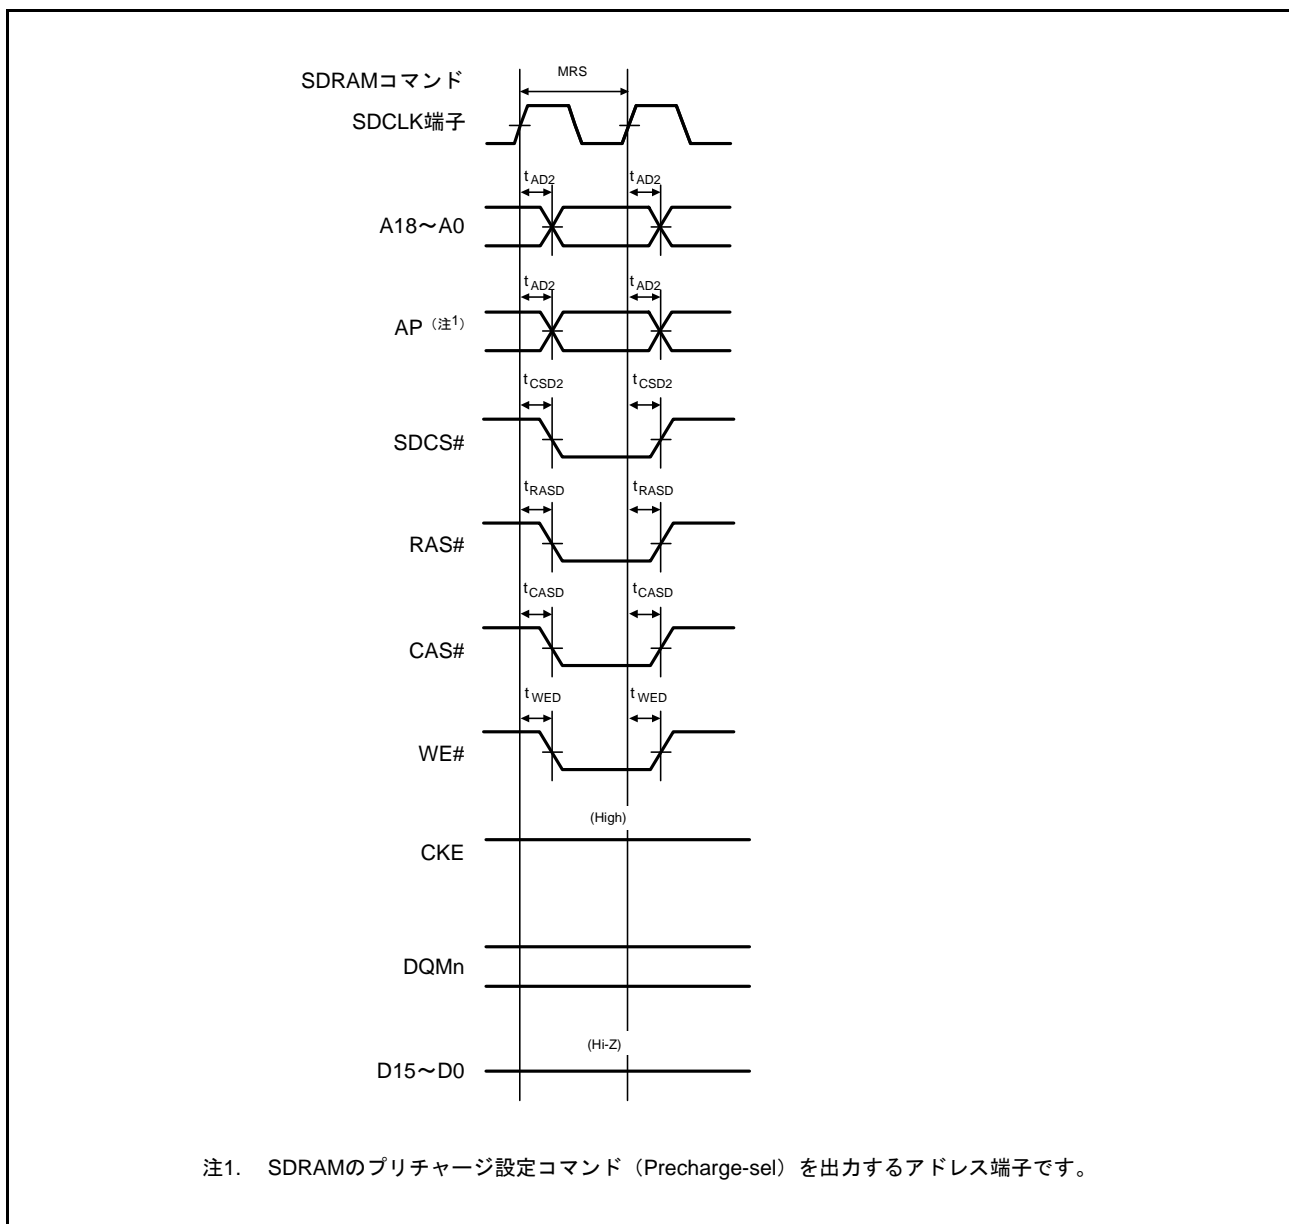 MRS
SDRAMコマンド
SDCLK端子
tAD2 tAD2
A18～A0
tAD2 tAD2
AP（注1）
tCSD2 tCSD2
SDCS#
tRASD tRASD
RAS#
tCASD tCASD
CAS#
tWED tWED
WE#
(High)
CKE
DQMn
(Hi-Z)
D15～D0
注1. SDRAMのプリチャージ設定コマンド（Precharge-sel）を出力するアドレス端子です。